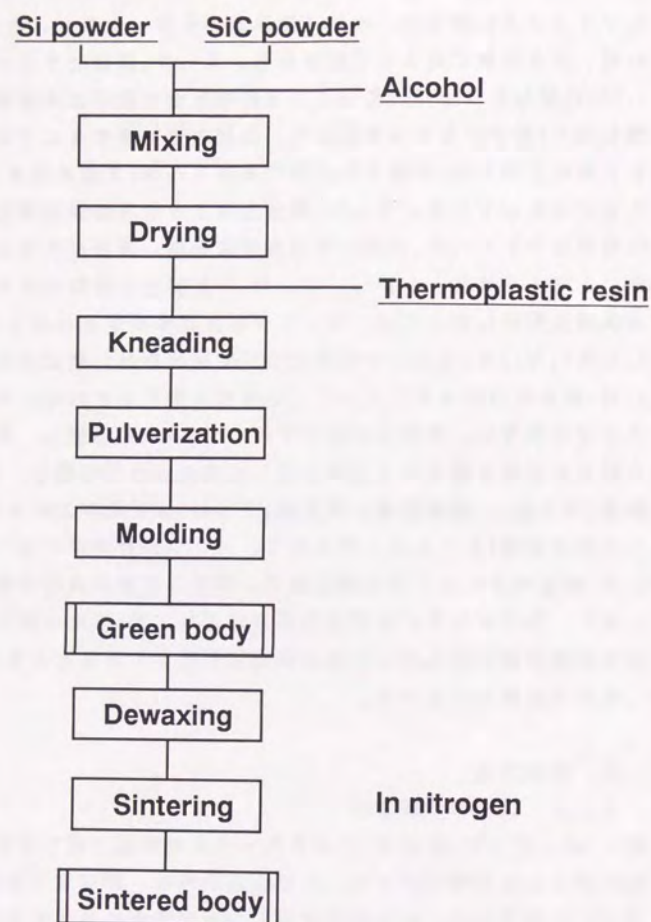 Si powder SiC powder
Alcohol
Mixing
Drying
Thermoplastic resin
Kneading
Pulverization
Molding
Green body
Dewaxing
Sintering In nitrogen
Sintered body